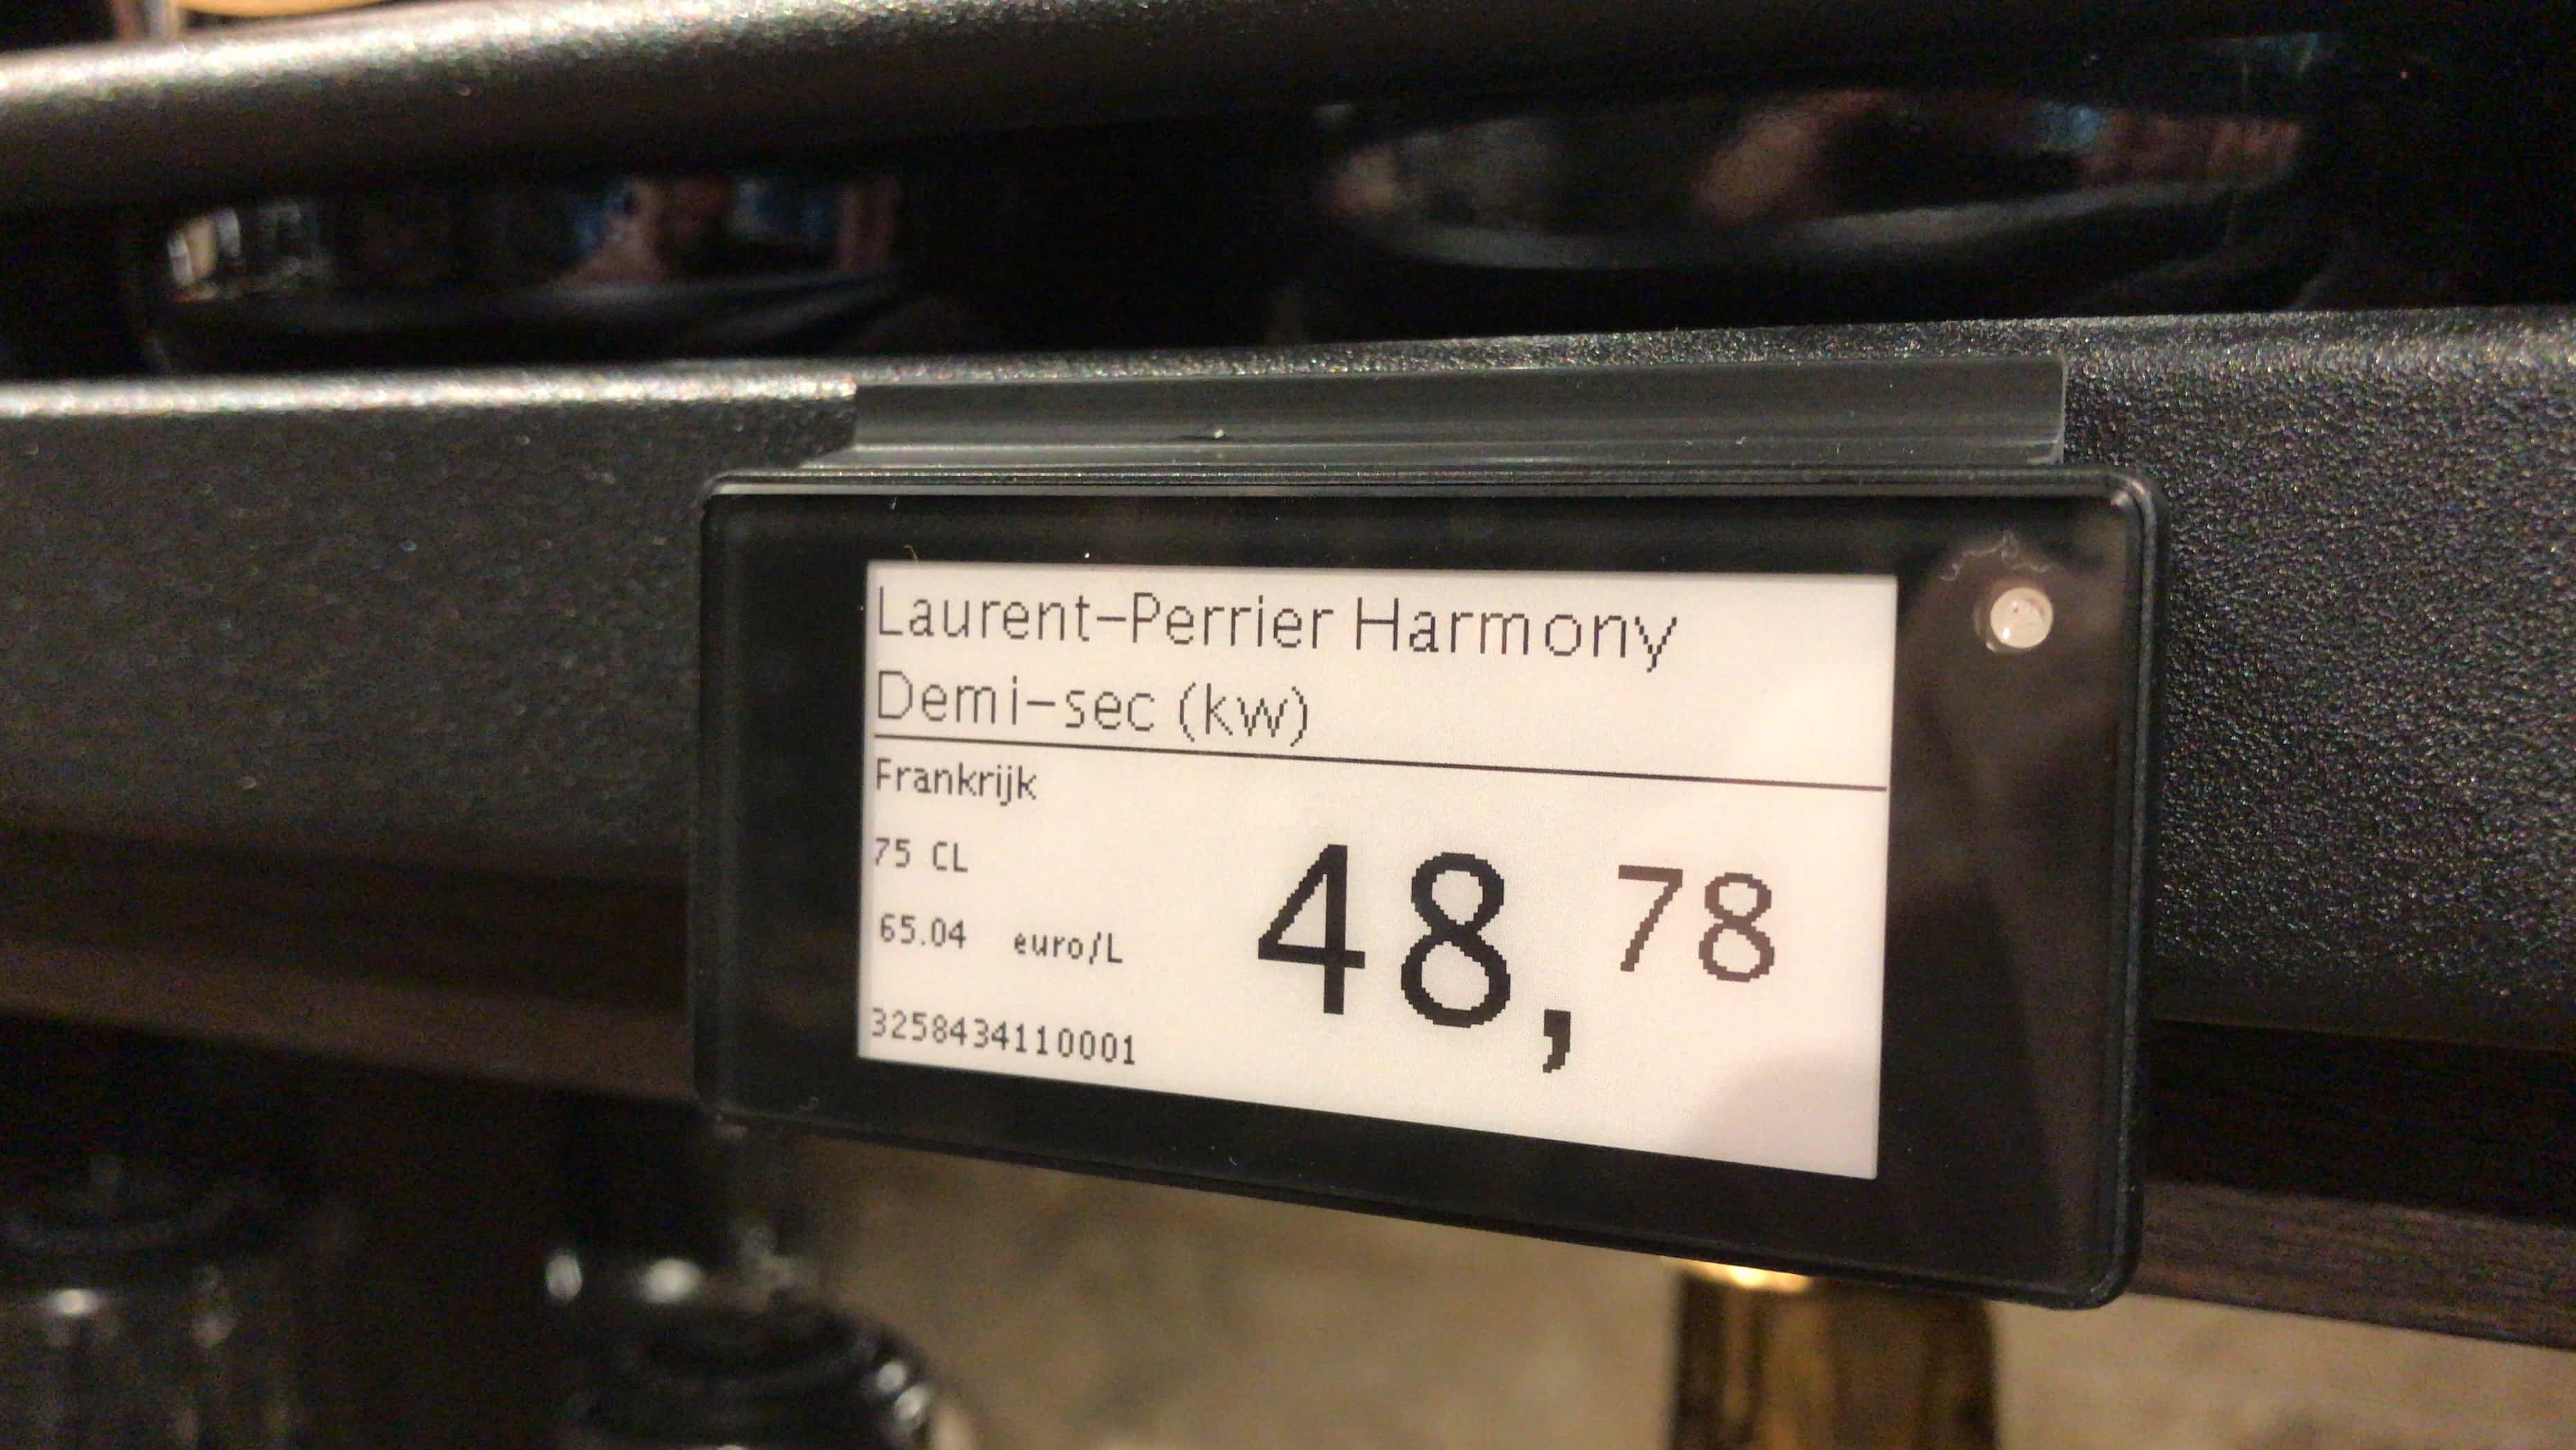 Laurent-Perrier Harmony
Demi-sec (kw)
Frankrijk
75 CL
65.04 euro/L
48,78
3258434110001